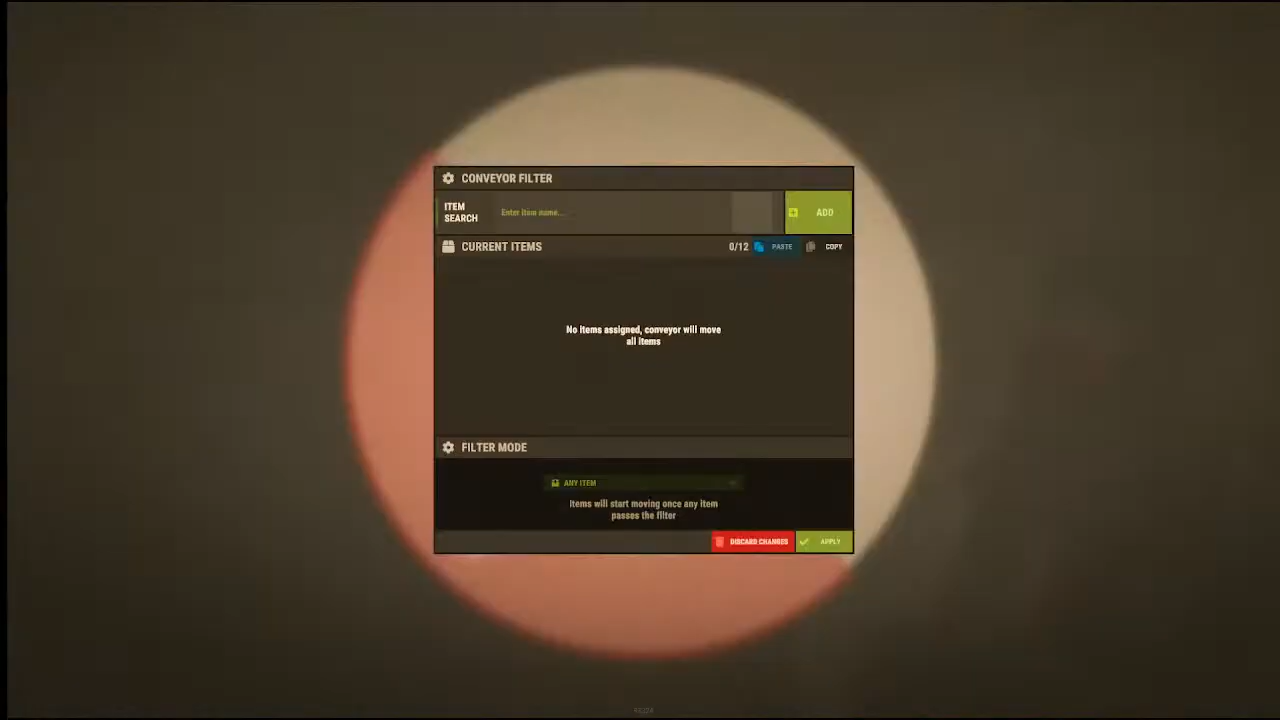 CONVEYOR FILTER
ITEM
SEARCH
Enter item name...
ADD
CURRENT ITEMS
0/12
PASTE
COPY
No items assigned, conveyor will move
all items
FILTER MODE
ANY ITEM
Items will start moving once any item
passes the filter
DISCARD CHANGES
APPLY